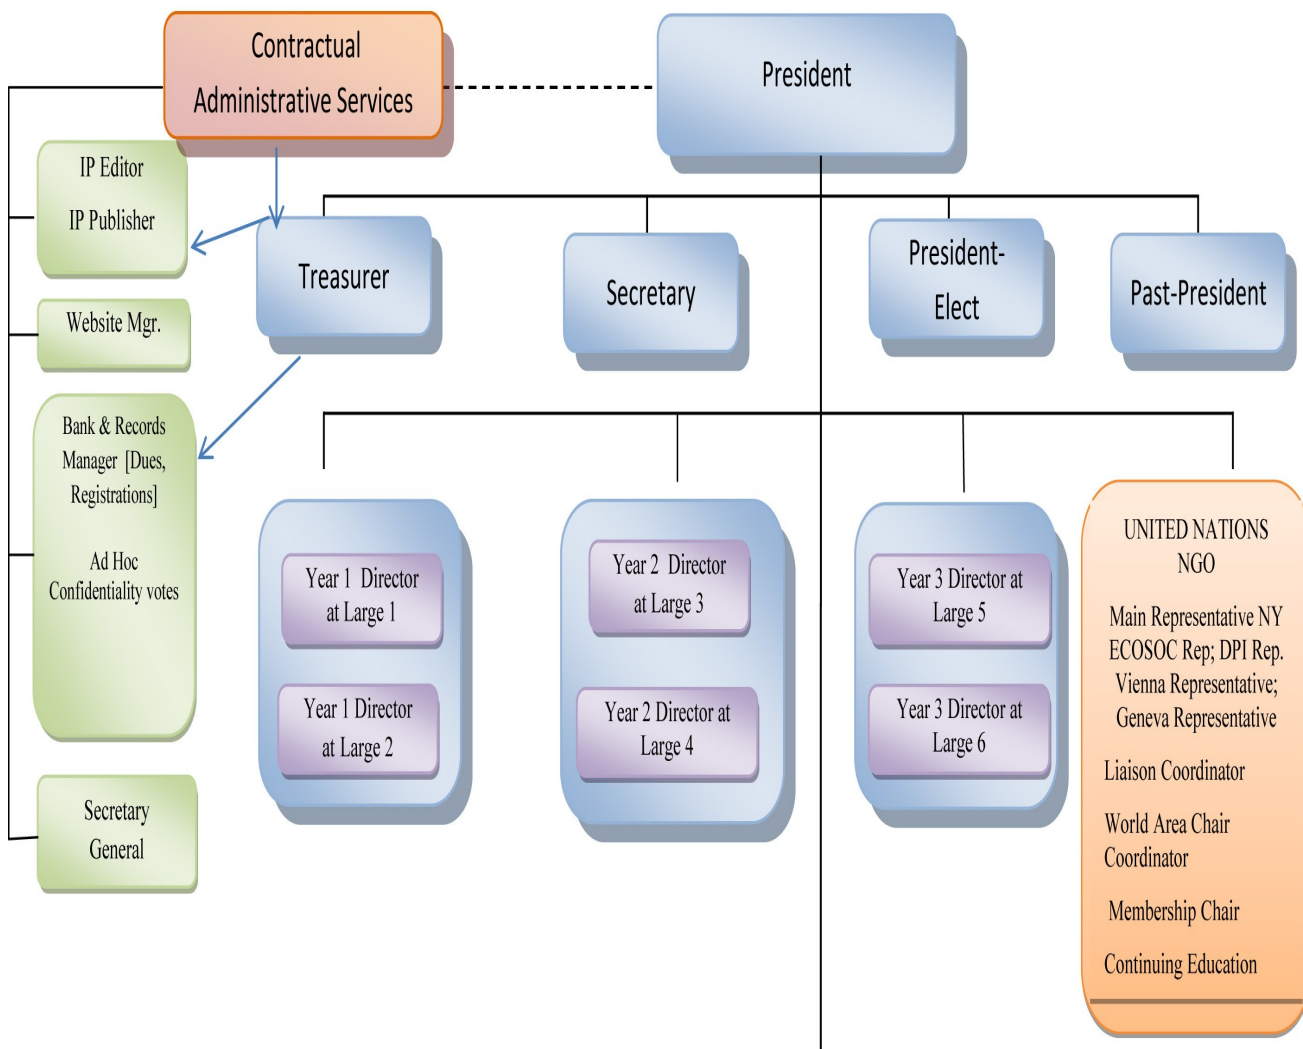 Contractual
Administrative Services
President
IP Editor
IP Publisher
Treasurer
Secretary
President-
Elect
Past-President
Website Mgr.
Bank & Records
Manager [Dues,
Registrations]
Ad Hoc
Confidentiality votes
Secretary
General
Year 1 Director
at Large 1
Year 1 Director
at Large 2
Year 2 Director
at Large 3
Year 2 Director at
Large 4
Year 3 Director at
Large 5
Year 3 Director at
Large 6
UNITED NATIONS
NGO
Main Representative NY
ECOSOC Rep; DPI Rep.
Vienna Representative;
Geneva Representative
Liaison Coordinator
World Area Chair
Coordinator
Membership Chair
Continuing Education